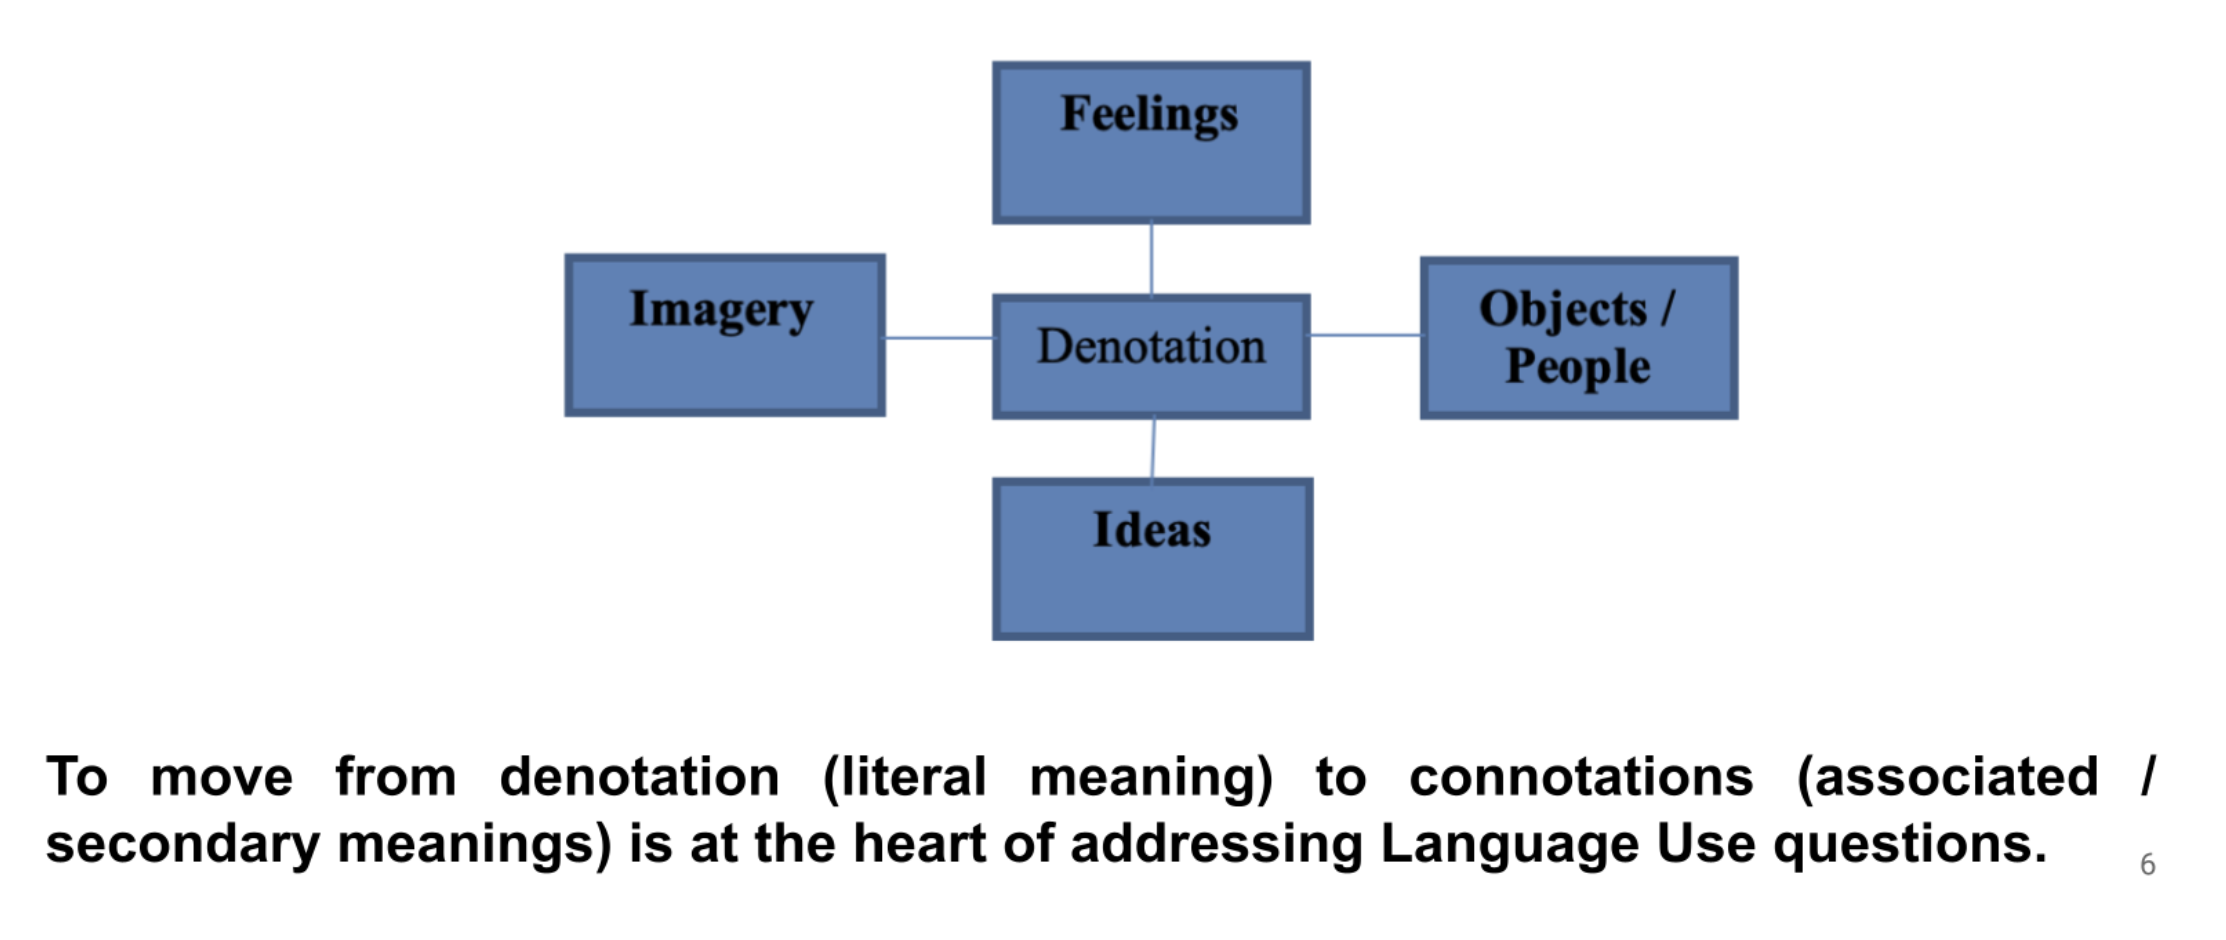 Feelings
Imagery
Denotation
Objects /
People
Ideas
To move from denotation (literal meaning) to connotations (associated /
secondary meanings) is at the heart of addressing Language Use questions.
6